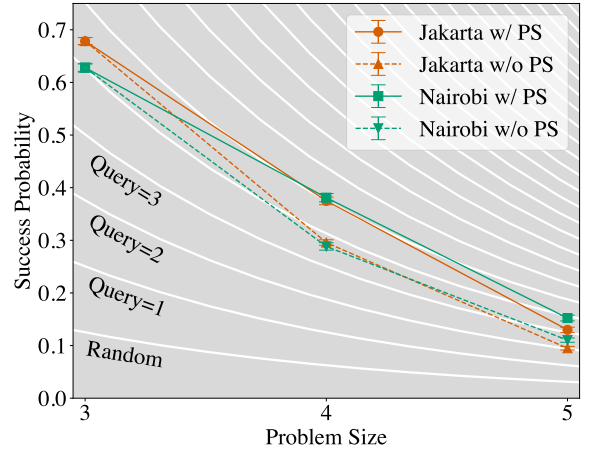 0.7
0.6
0.5
0.4
0.3
0.2
0.1
0.0
Success Probability
Jakarta w/ PS
Jakarta w/o PS
Nairobi w/ PS
Nairobi w/o PS
Query=3
Query=2
Query=1
Random
3
4
5
Problem Size